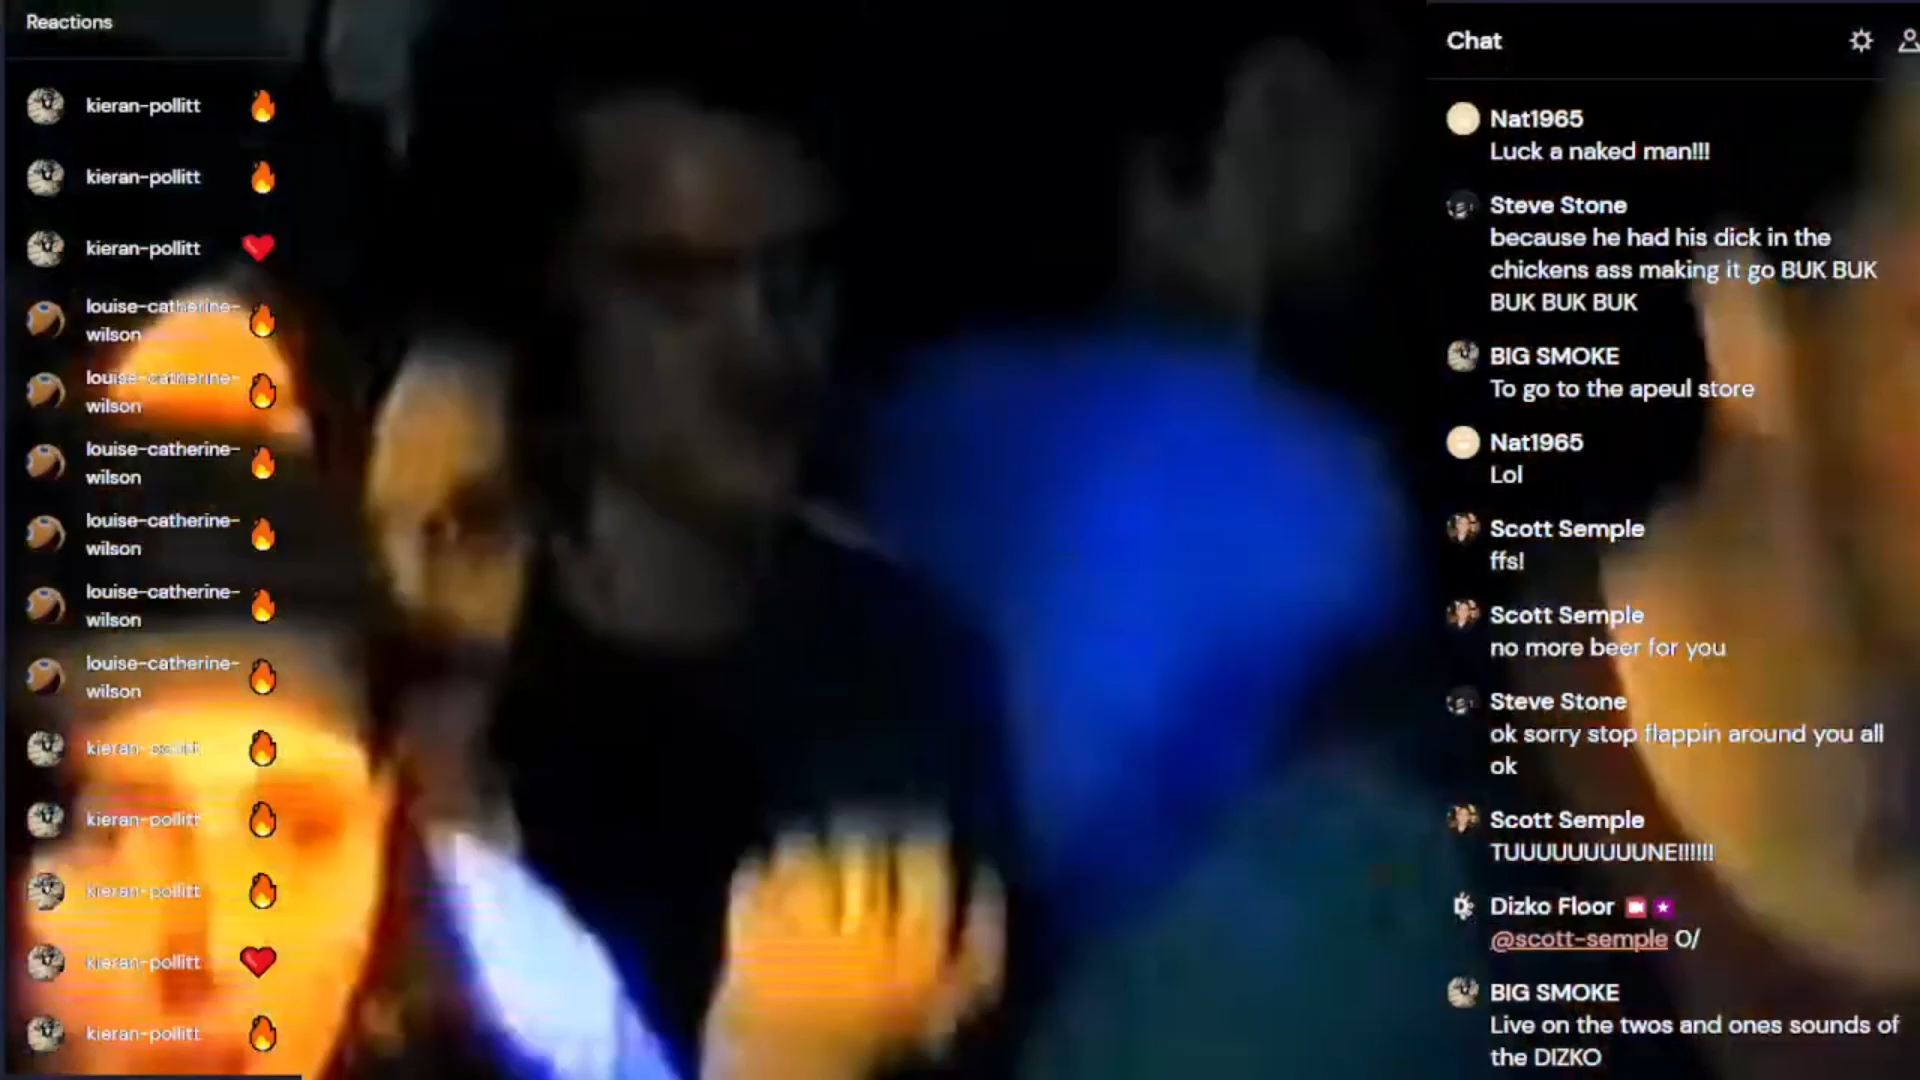 Reactions
kieran-pollitt
kieran-pollitt
kieran-pollitt
louise-catherine-
wilson
louise-catherine-
wilson
louise-catherine-
wilson
louise-catherine-
wilson
louise-catherine-
wilson
louise-catherine-
wilson
kieran-pollitt
kieran-pollitt
kieran-pollitt
kieran-pollitt
kieran-pollitt
Chat
Nat1965
Luck a naked man!!!
Steve Stone
because he had his dick in the
chickens ass making it go BUK BUK
BUK BUK BUK
BIG SMOKE
To go to the apeul store
Nat1965
Lol
Scott Semple
ffs!
Scott Semple
no more beer for you
Steve Stone
ok sorry stop flappin around you all
ok
Scott Semple
TUUUUUUUUUNE!!!!!!
Dizko Floor
@scott-semple O/
BIG SMOKE
Live on the twos and ones sounds of
the DIZKO